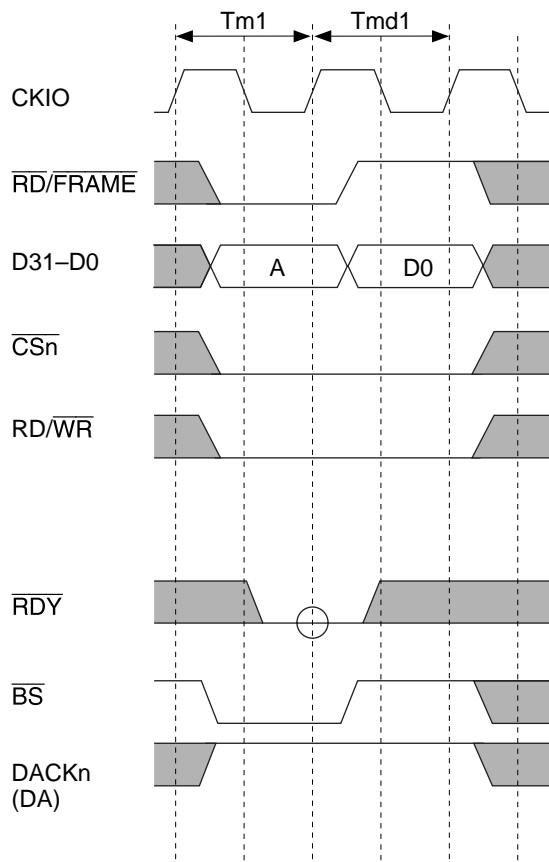 Tm1 Tmd1
CKIO
RD/FRAME
D31–D0
A D0
CSn
RD/WR
RDY
BS
DACKn
(DA)